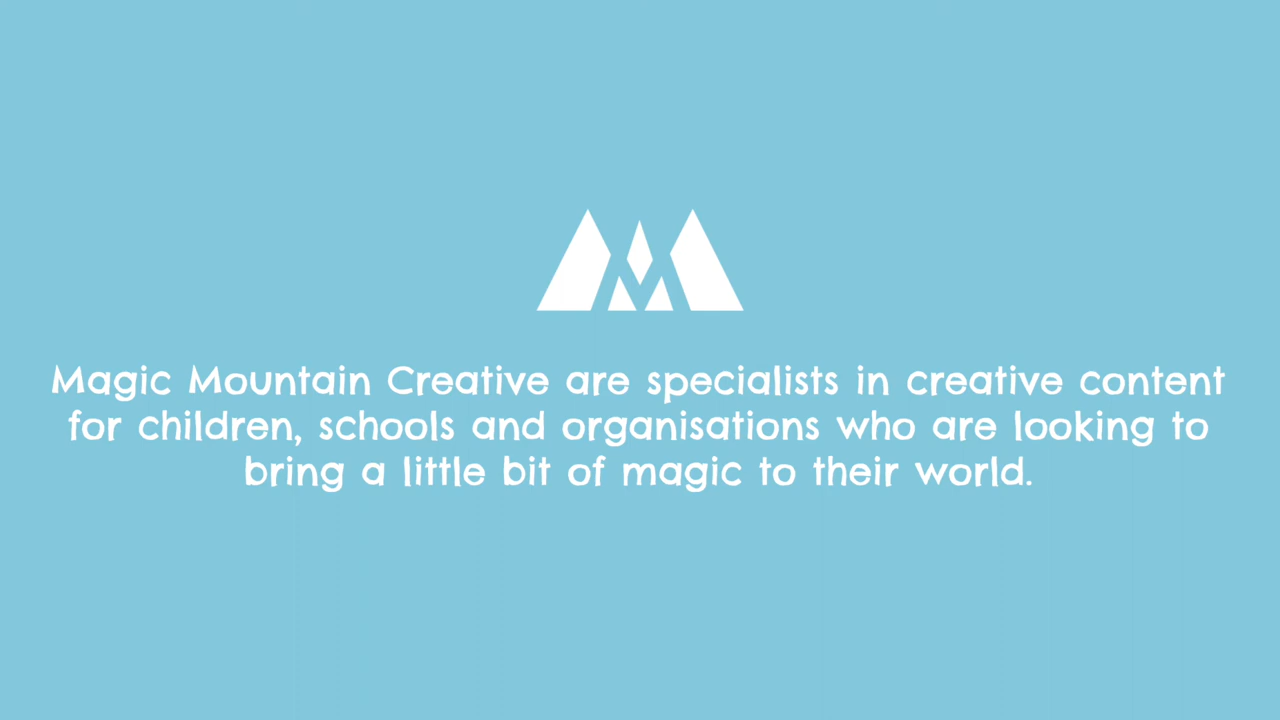 Magic Mountain Creative are specialists in creative content
for children, schools and organisations who are looking to
bring a little bit of magic to their world.